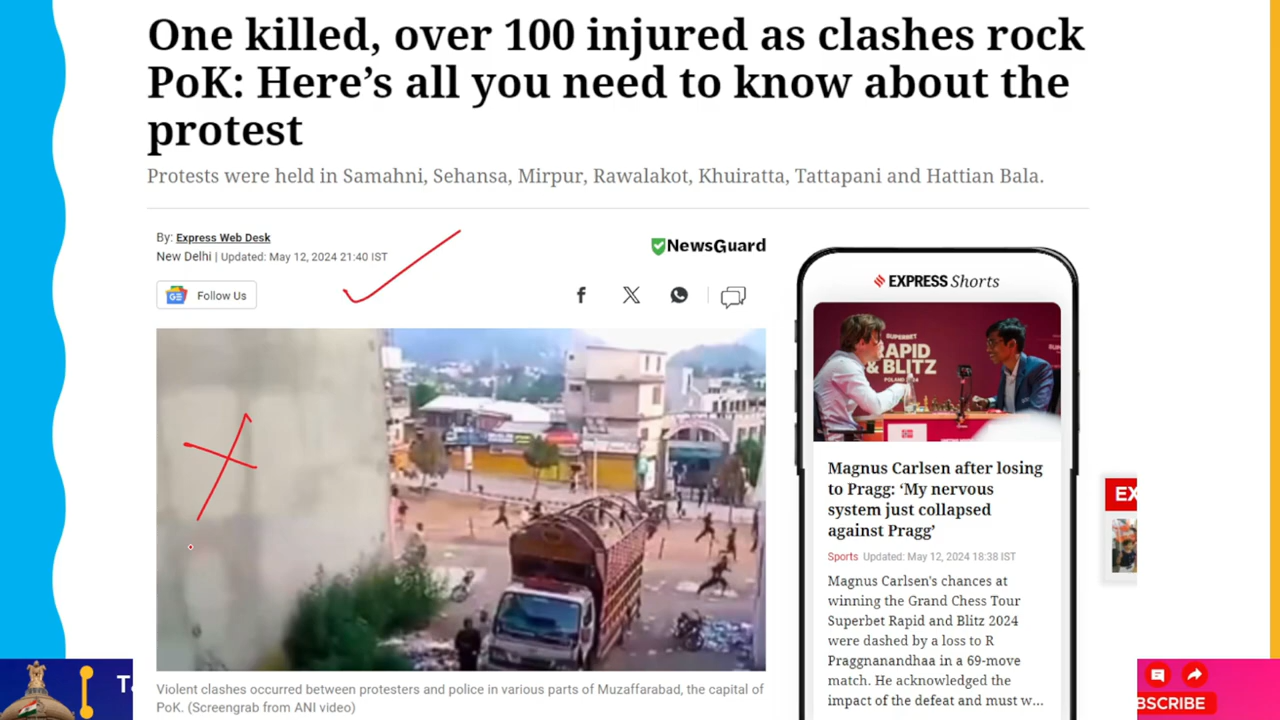 One killed, over 100 injured as clashes rock
PoK: Here's all you need to know about the
protest
Protests were held in Samahni, Sehansa, Mirpur, Rawalakot, Khuiratta, Tattapani and Hattian Bala.
By: Express Web Desk
New Delhi | Updated: May 12, 2024 21:40 IST
NewsGuard
GE Follow Us
Violent clashes occurred between protesters and police in various parts of Muzaffarabad, the capital of
PoK. (Screengrab from ANI video)
EXPRESS Shorts
SUPERBET
RAPID
& BLITZ
POLAND 2024
Magnus Carlsen after losing
to Pragg: 'My nervous
system just collapsed
against Pragg'
Sports Updated: May 12, 2024 18:38 IST
Magnus Carlsen's chances at
winning the Grand Chess Tour
Superbet Rapid and Blitz 2024
were dashed by a loss to R
Praggnanandhaa in a 69-move
match. He acknowledged the
impact of the defeat and must w...
EX
BSCRIBE